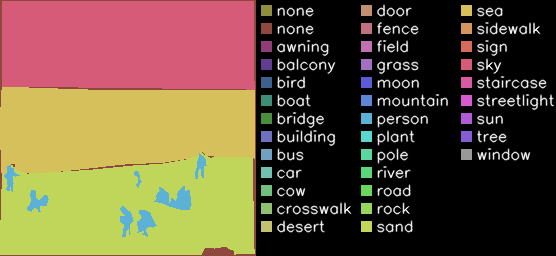 none
none
awning
balcony
bird
boat
bridge
building
bus
car
cow
crosswalk
desert
door
fence
field
grass
moon
mountain
person
plant
pole
river
road
rock
sand
sea
sidewalk
sign
sky
staircase
streetlight
sun
tree
window